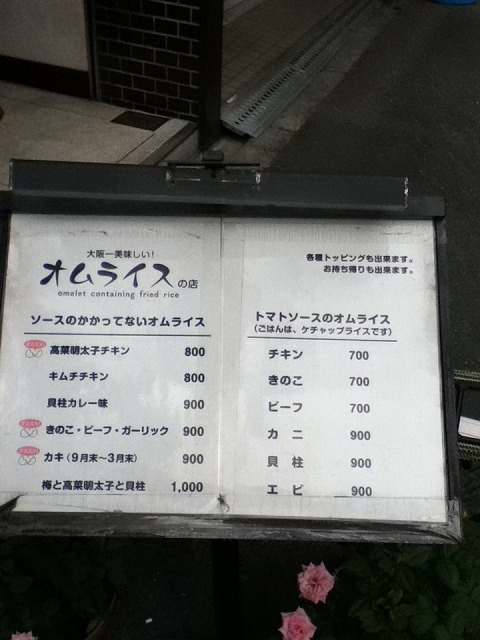 大阪一美味しい!
オムライスの店
omelet containing fried rice
ソースのかかってないオムライス
高菜明太子チキン 800
キムチチキン 800
貝柱カレー味 900
きのこ・ビーフ・ガーリック 900
カキ(9月末〜3月末) 900
梅と高菜明太子と貝柱 1,000
各種トッピングも出来ます。
お持ち帰りも出来ます。
トマトソースのオムライス
(ごはんは、ケチャップライスです)
チキン 700
きのこ 700
ビーフ 700
カニ 900
貝柱 900
エビ 900